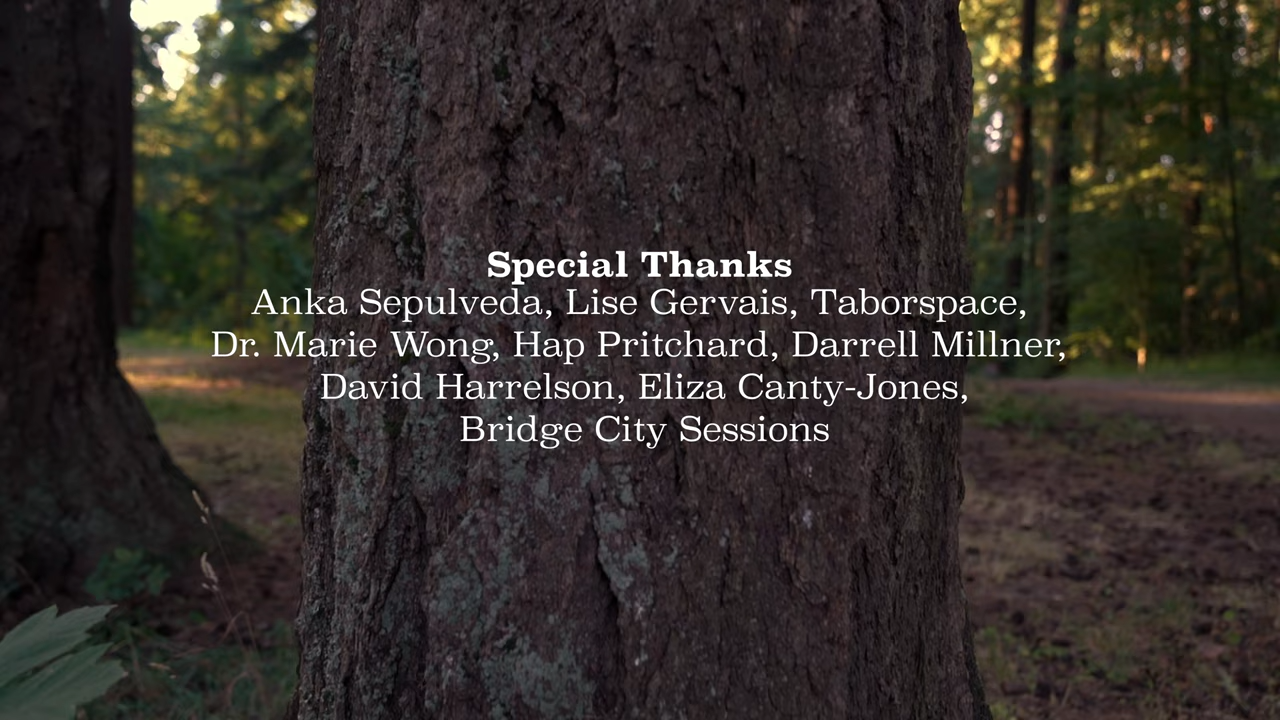 Special Thanks
Anka Sepulveda, Lise Gervais, Taborspace,
Dr. Marie Wong, Hap Pritchard, Darrell Millner,
David Harrelson, Eliza Canty-Jones,
Bridge City Sessions